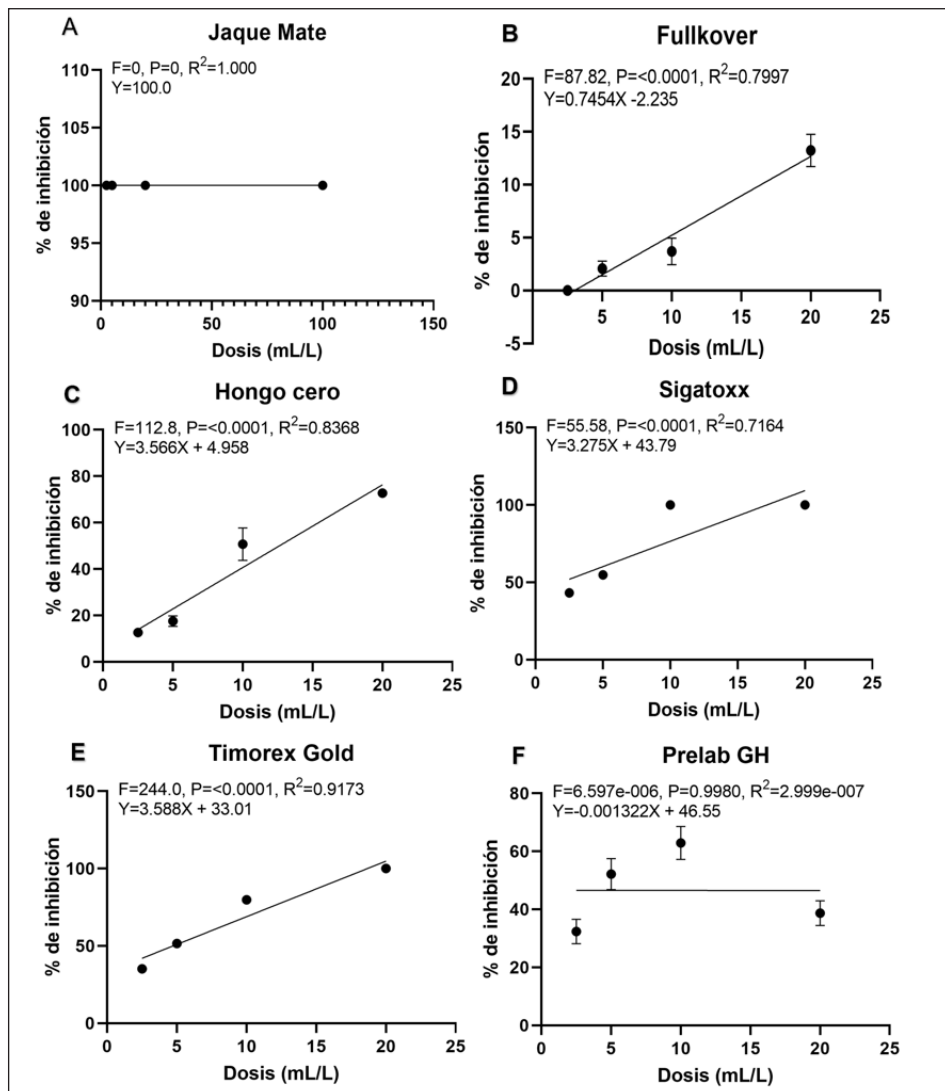 A
Jaque Mate
F=0, P=0, R²=1.000
Y=100.0
110
105
100
95
90
% de inhibición
0
50
100
150
Dosis (mL/L)
B
Fullkover
F=87.82, P=<0.0001, R²=0.7997
Y=0.7454X -2.235
20
15
10
5
0
-5
% de inhibición
5
10
15
20
25
Dosis (mL/L)
C
Hongo cero
F=112.8, P=<0.0001, R²=0.8368
Y=3.566X + 4.958
100
80
60
40
20
0
% de inhibición
0
5
10
15
20
25
Dosis (mL/L)
D
Sigatoxx
F=55.58, P=<0.0001, R²=0.7164
Y=3.275X + 43.79
150
100
50
0
% de inhibición
0
5
10
15
20
25
Dosis (mL/L)
E
Timorex Gold
F=244.0, P=<0.0001, R²=0.9173
Y=3.588X + 33.01
150
100
50
0
% de inhibición
0
5
10
15
20
25
Dosis (mL/L)
F
Prelab GH
F=6.597e-006, P=0.9980, R²=2.999e-007
Y=-0.001322X + 46.55
80
60
40
20
0
% de inhibición
0
5
10
15
20
25
Dosis (mL/L)